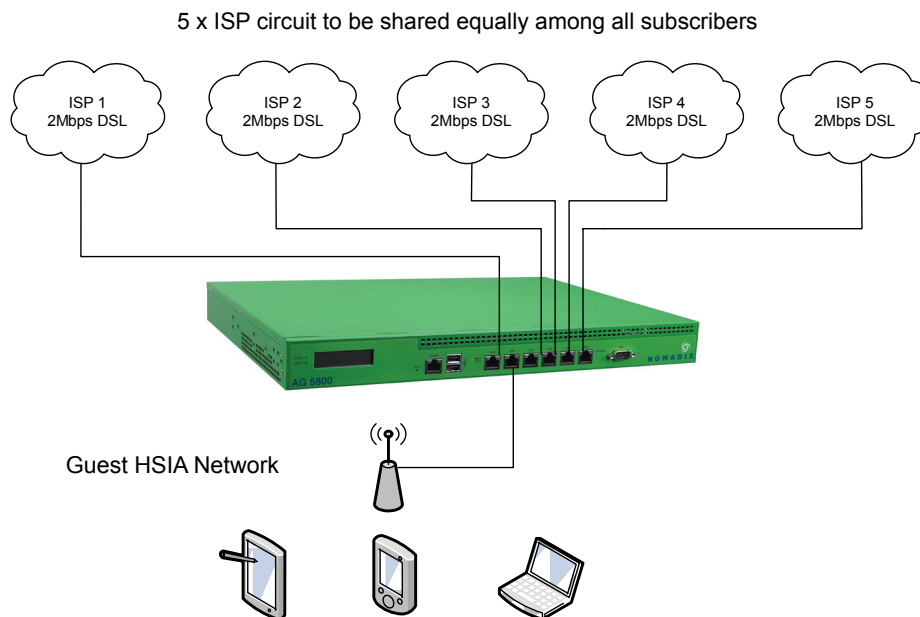 5 x ISP circuit to be shared equally among all subscribers
ISP 1
2Mbps DSL
ISP 2
2Mbps DSL
ISP 3
2Mbps DSL
ISP 4
2Mbps DSL
ISP 5
2Mbps DSL
AG 5800
NOMADIX
Guest HSIA Network